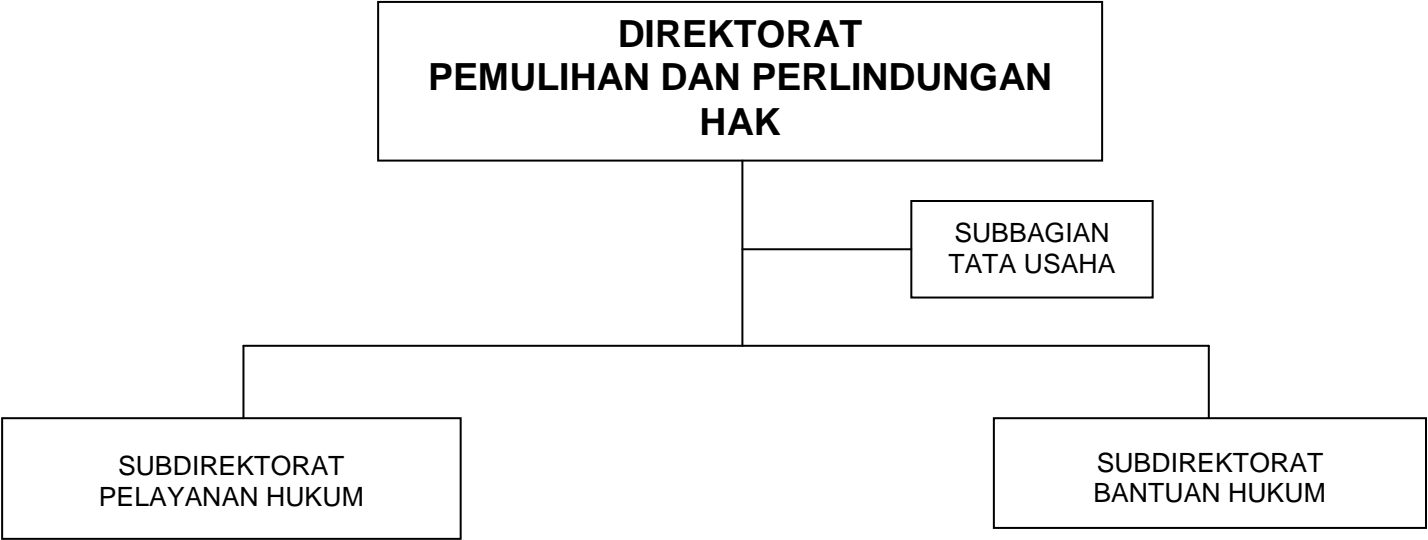 DIREKTORAT
PEMULIHAN DAN PERLINDUNGAN
HAK
SUBBAGIAN
TATA USAHA
SUBDIREKTORAT
PELAYANAN HUKUM
SUBDIREKTORAT
BANTUAN HUKUM